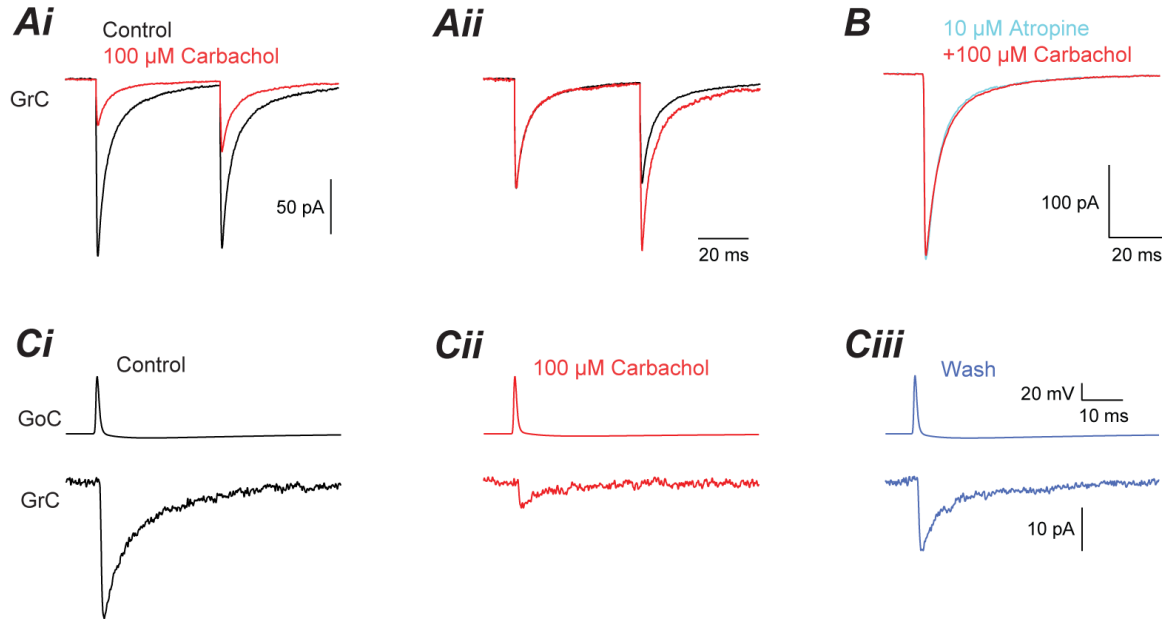 Ai
Control
100 µM Carbachol
GrC
50 pA
Aii
20 ms
B
10 µM Atropine
+100 µM Carbachol
100 pA
20 ms
Ci
Control
GoC
GrC
Cii
100 µM Carbachol
Ciii
Wash
20 mV
10 ms
10 pA